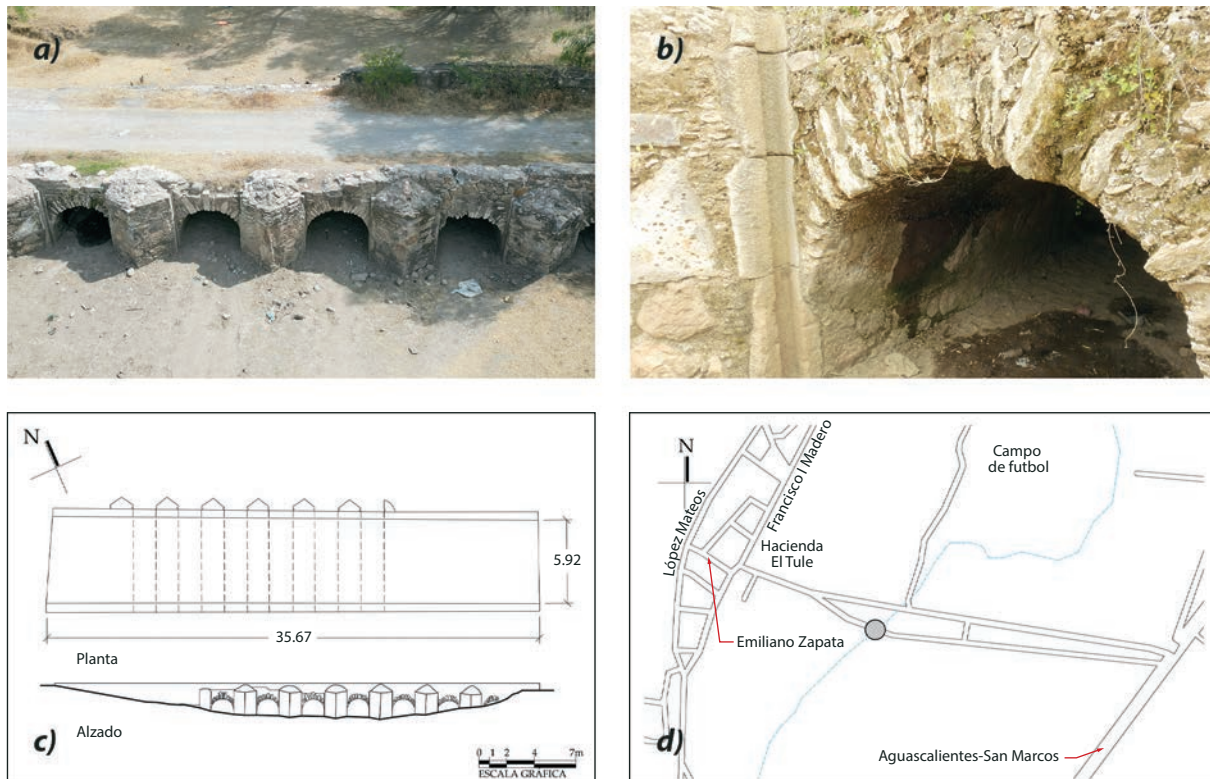 a)
b)
N
5.92
35.67
Planta
Alzado
c)
0 1 2 4 7m
ESCALA GRÁFICA
N
López Mateos
Francisco I Madero
Campo
de futbol
Hacienda
El Tule
Emiliano Zapata
d)
Aguascalientes-San Marcos